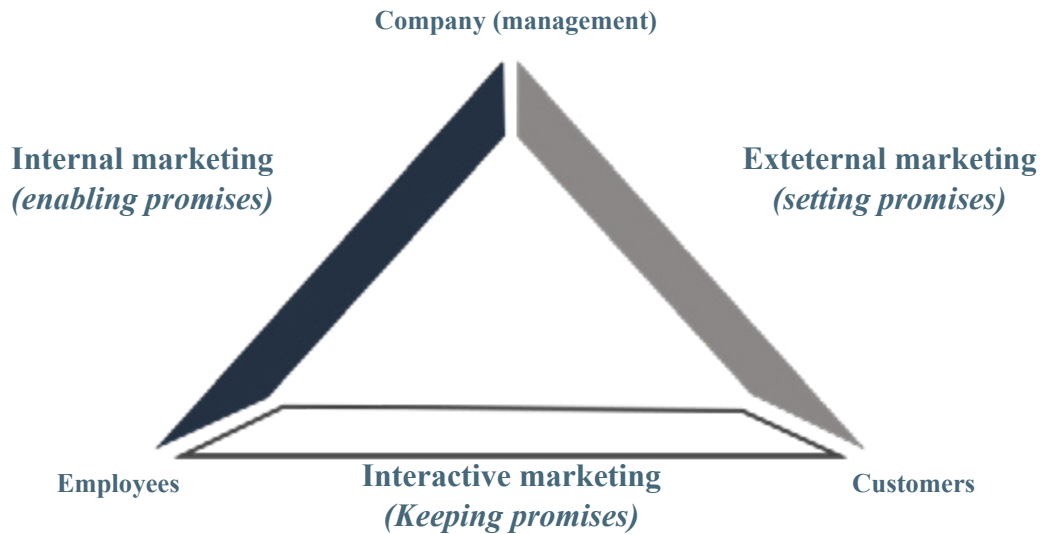 Company (management)
Internal marketing
(enabling promises)
Exteternal marketing
(setting promises)
Employees
Interactive marketing
(Keeping promises)
Customers